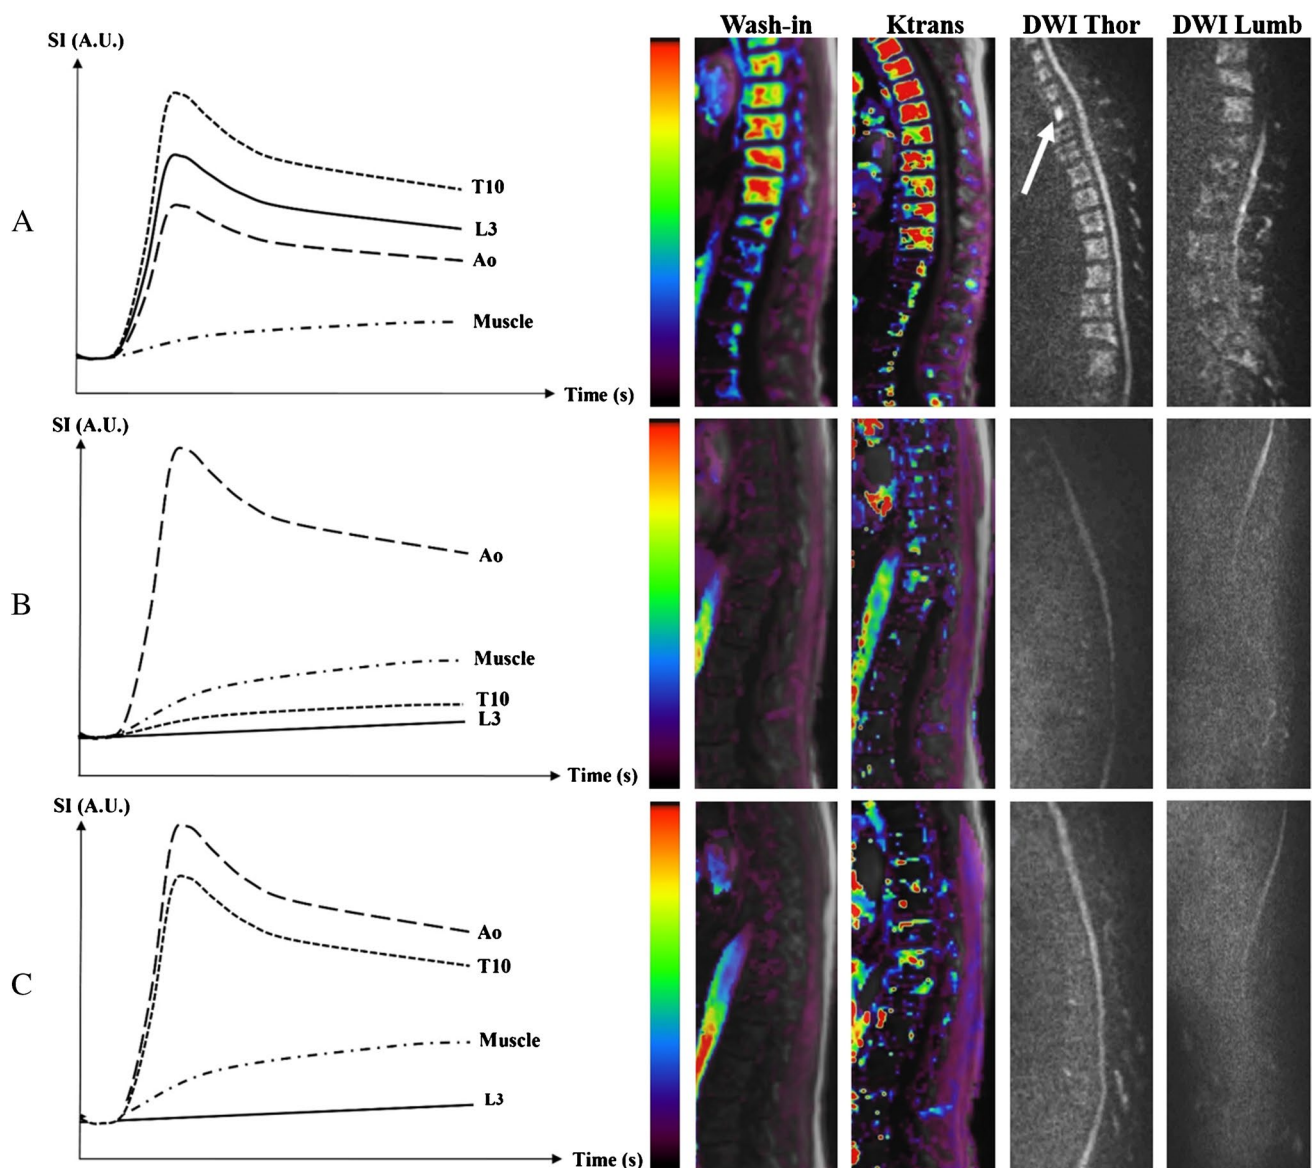 Wash-in Ktrans DWI Thor DWI Lumb
SI (A.U.)
T10
L3
Ao
Muscle
A
Time (s)
SI (A.U.)
Ao
B
Muscle
T10
L3
Time (s)
SI (A.U.)
Ao
T10
C
Muscle
L3
Time (s)